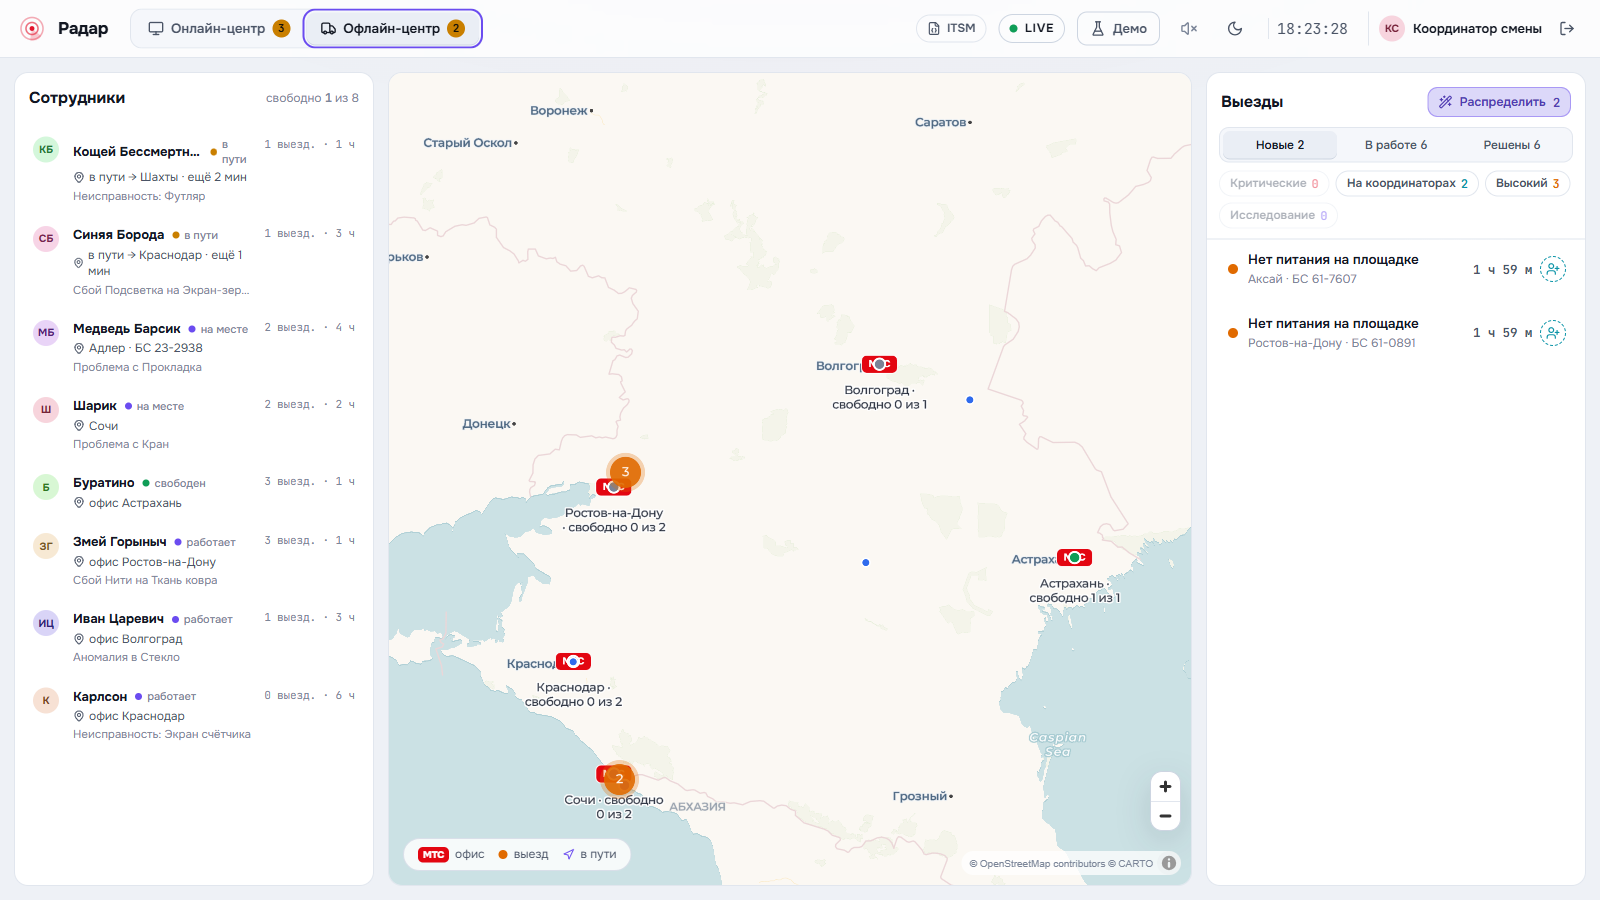 Радар
Онлайн-центр 3
Офлайн-центр 2
ITSM
LIVE
Демо
18:23:28
КС Координатор смены
Сотрудники
свободно 1 из 8
КБ Кощей Бессмертн... в пути 1 выезд. · 1 ч
в пути → Шахты · ещё 2 мин
Неисправность: Футляр
СБ Синяя Борода в пути 1 выезд. · 3 ч
в пути → Краснодар · ещё 1
мин
Сбой Подсветка на Экран-зер...
МБ Медведь Барсик на месте 2 выезд. · 4 ч
Адлер · БС 23-2938
Проблема с Прокладка
Ш Шарик на месте 2 выезд. · 2 ч
Сочи
Проблема с Кран
Б Буратино свободен 3 выезд. · 1 ч
офис Астрахань
ЗГ Змей Горыныч работает 3 выезд. · 1 ч
офис Ростов-на-Дону
Сбой Нити на Ткань ковра
ИЦ Иван Царевич работает 1 выезд. · 3 ч
офис Волгоград
Аномалия в Стекло
К Карлсон работает 0 выезд. · 6 ч
офис Краснодар
Неисправность: Экран счётчика
Воронеж
Саратов
Старый Оскол
рьков
Волгог
Волгоград ·
свободно 0 из 1
Донецк
3
Ростов-на-Дону
· свободно 0 из 2
Астрах
Астрахань ·
свободно 1 из 1
Красно
Краснодар ·
свободно 0 из 2
Caspian
Sea
2
Сочи · свободно
0 из 2
АБХАЗИЯ
Грозный
МТС офис выезд в пути
+
−
© OpenStreetMap contributors © CARTO
Выезды
Распределить 2
Новые 2 В работе 6 Решены 6
Критические 0 На координаторах 2 Высокий 3
Исследование 0
Нет питания на площадке 1 ч 59 м
Аксай · БС 61-7607
Нет питания на площадке 1 ч 59 м
Ростов-на-Дону · БС 61-0891